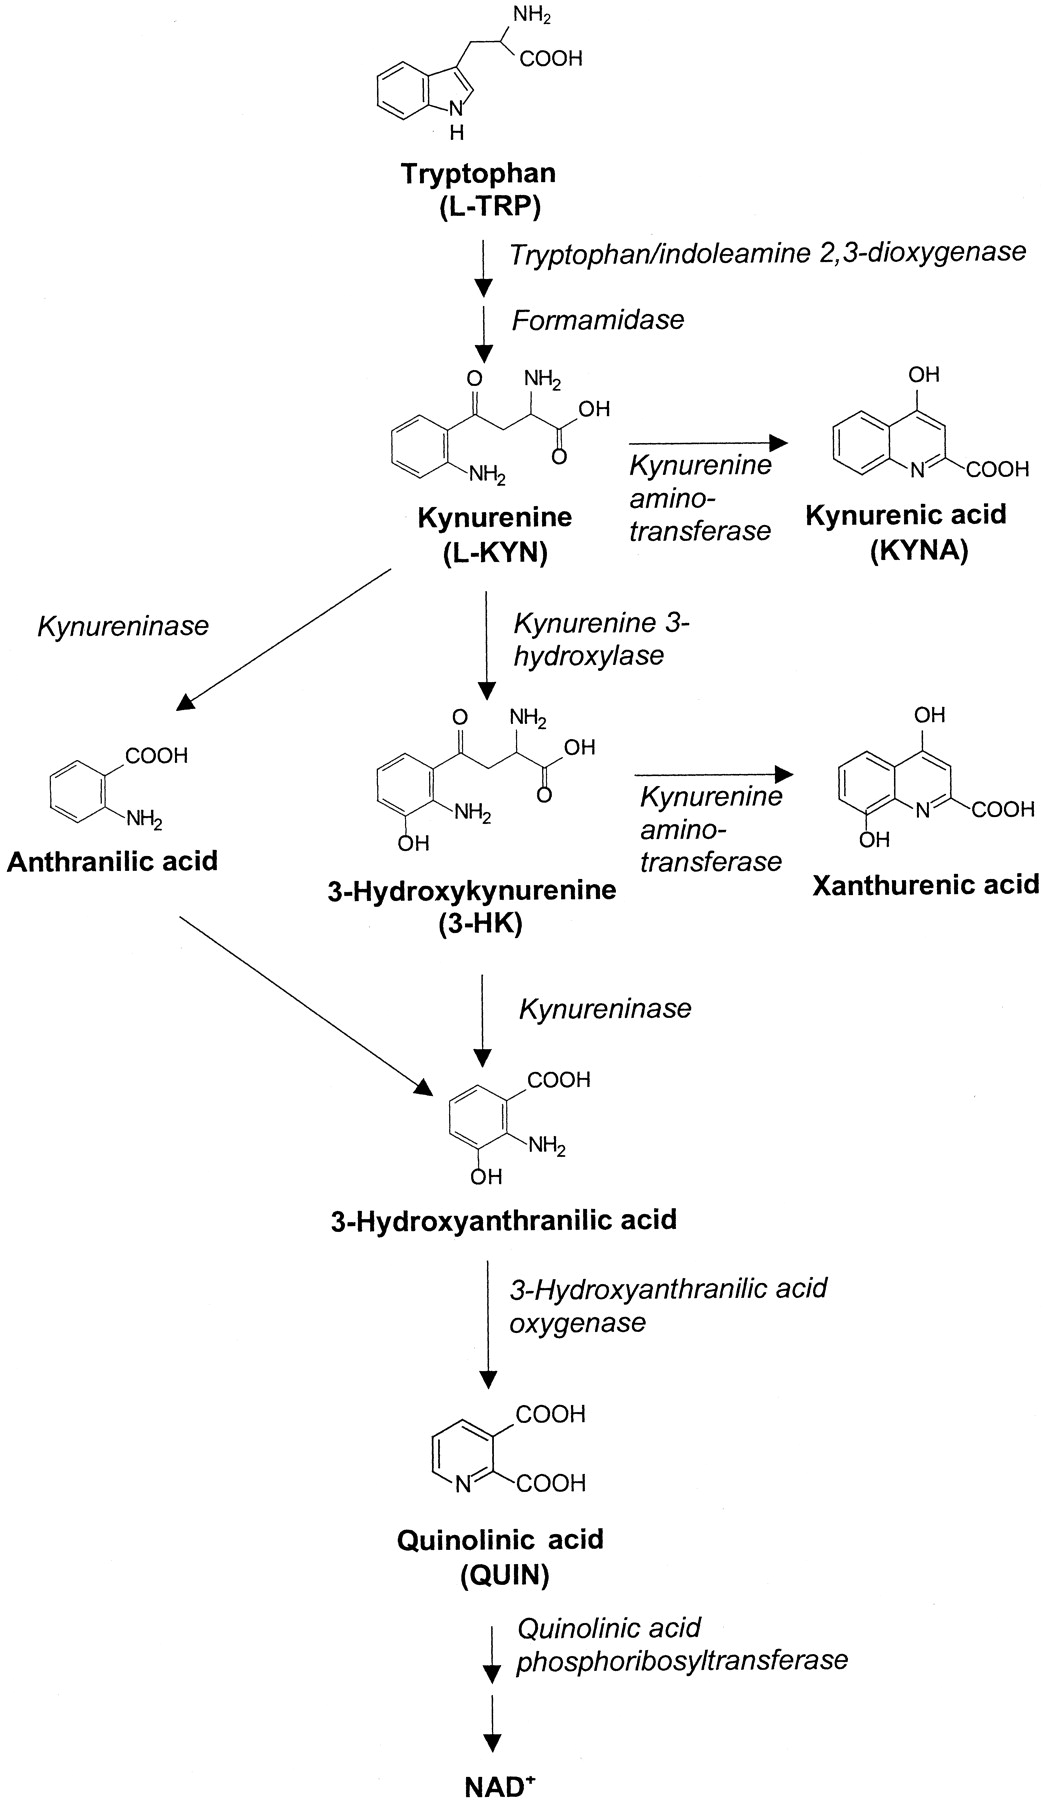 NH2
COOH
N
H
Tryptophan
(L-TRP)
Tryptophan/indoleamine 2,3-dioxygenase
Formamidase
O
NH2
OH
O
NH2
Kynurenine
(L-KYN)
Kynurenine
amino-
transferase
OH
N
COOH
Kynurenic acid
(KYNA)
Kynureninase
Kynurenine 3-
hydroxylase
COOH
NH2
Anthranilic acid
O
NH2
OH
O
NH2
OH
3-Hydroxykynurenine
(3-HK)
Kynurenine
amino-
transferase
OH
N
COOH
OH
Xanthurenic acid
Kynureninase
COOH
NH2
OH
3-Hydroxyanthranilic acid
3-Hydroxyanthranilic acid
oxygenase
COOH
N
COOH
Quinolinic acid
(QUIN)
Quinolinic acid
phosphoribosyltransferase
NAD+